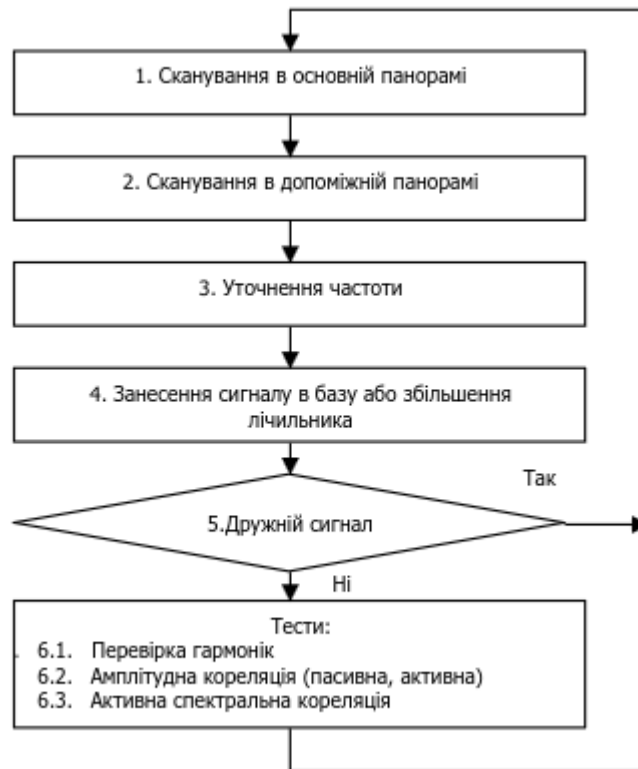 1. Сканування в основній панорамі
2. Сканування в допоміжній панорамі
3. Уточнення частоти
4. Занесення сигналу в базу або збільшення
лічильника
Так
5.Дружній сигнал
Ні
Тести:
. 6.1. Перевірка гармонік
6.2. Амплітудна кореляція (пасивна, активна)
6.3. Активна спектральна кореляція